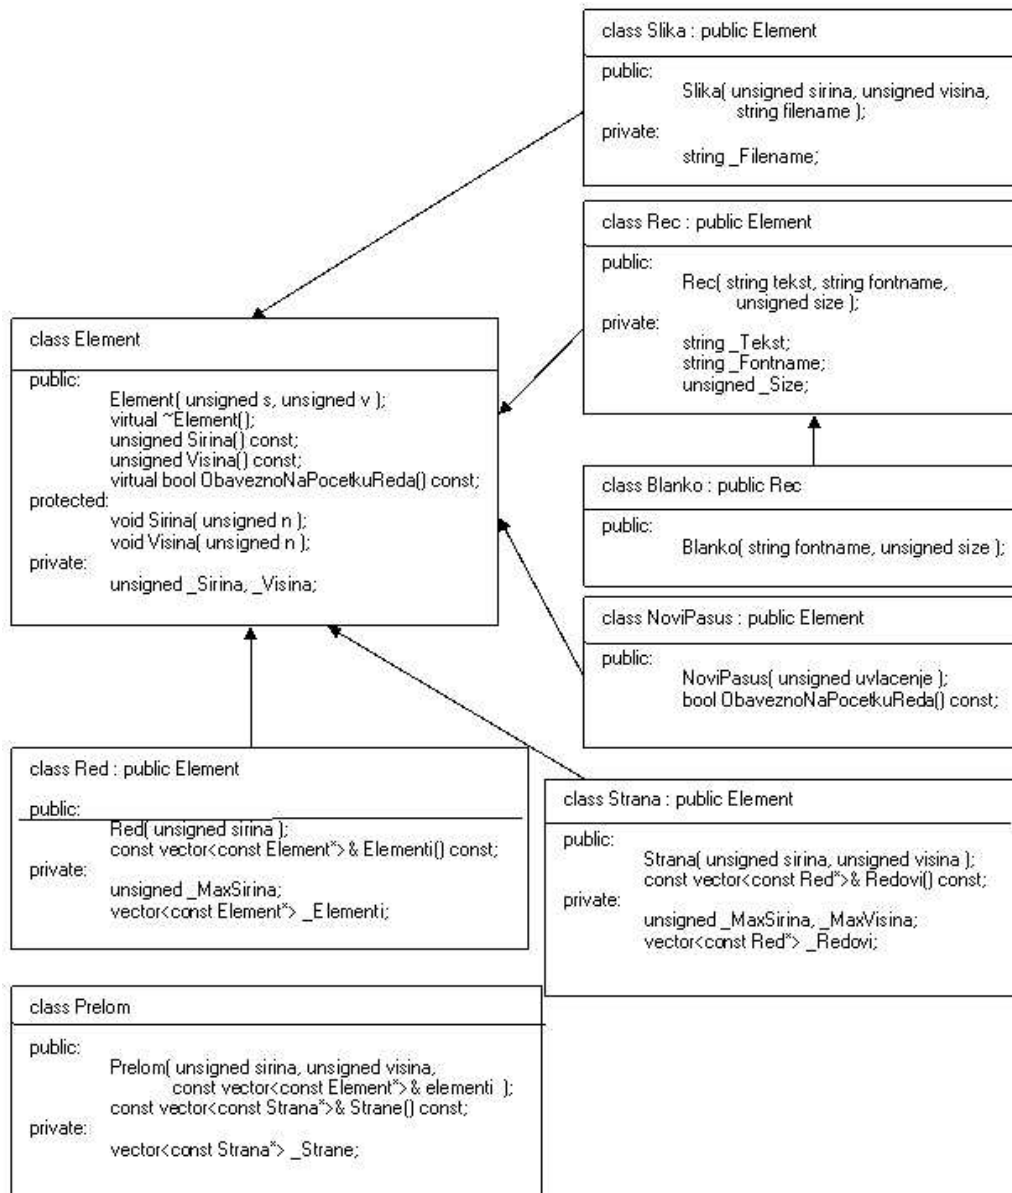 class Slika : public Element
public:
Slika( unsigned sirina, unsigned visina,
string filename );
private:
string _Filename;
class Rec : public Element
public:
Rec( string tekst, string fontname,
unsigned size );
private:
string _Tekst;
string _Fontname;
unsigned _Size;
class Element
public:
Element( unsigned s, unsigned v );
virtual ~Element();
unsigned Sirina() const;
unsigned Visina() const;
virtual bool ObaveznoNaPocetkuReda() const;
protected:
void Sirina( unsigned n );
void Visina( unsigned n );
private:
unsigned _Sirina, _Visina;
class Blanko : public Rec
public:
Blanko( string fontname, unsigned size );
class NoviPasus : public Element
public:
NoviPasus( unsigned uvlacenje );
bool ObaveznoNaPocetkuReda() const;
class Red : public Element
public:
Red( unsigned sirina );
const vector<const Element*>& Elementi() const;
private:
unsigned _MaxSirina;
vector<const Element*> _Elementi;
class Strana : public Element
public:
Strana( unsigned sirina, unsigned visina );
const vector<const Red*>& Redovi() const;
private:
unsigned _MaxSirina, _MaxVisina;
vector<const Red*> _Redovi;
class Prelom
public:
Prelom( unsigned sirina, unsigned visina,
const vector<const Element*>& elementi );
const vector<const Strana*>& Strane() const;
private:
vector<const Strana*> _Strane;